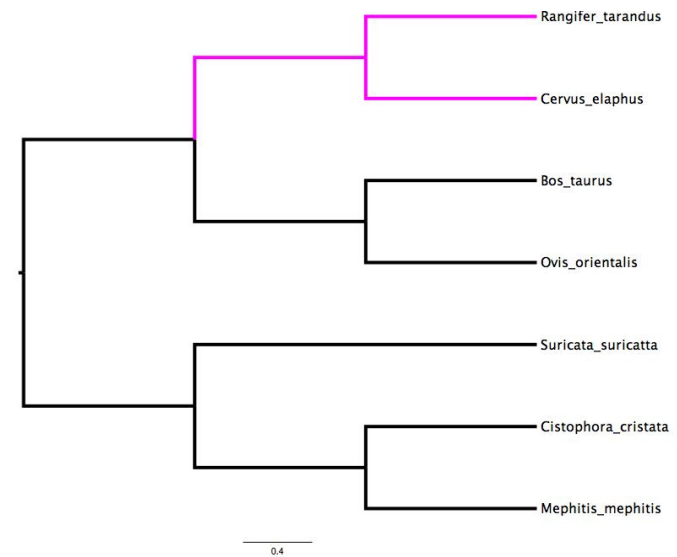 Rangifer_tarandus
Cervus_elaphus
Bos_taurus
Ovis_orientalis
Suricata_suricatta
Cistophora_cristata
Mephitis_mephitis
0.4